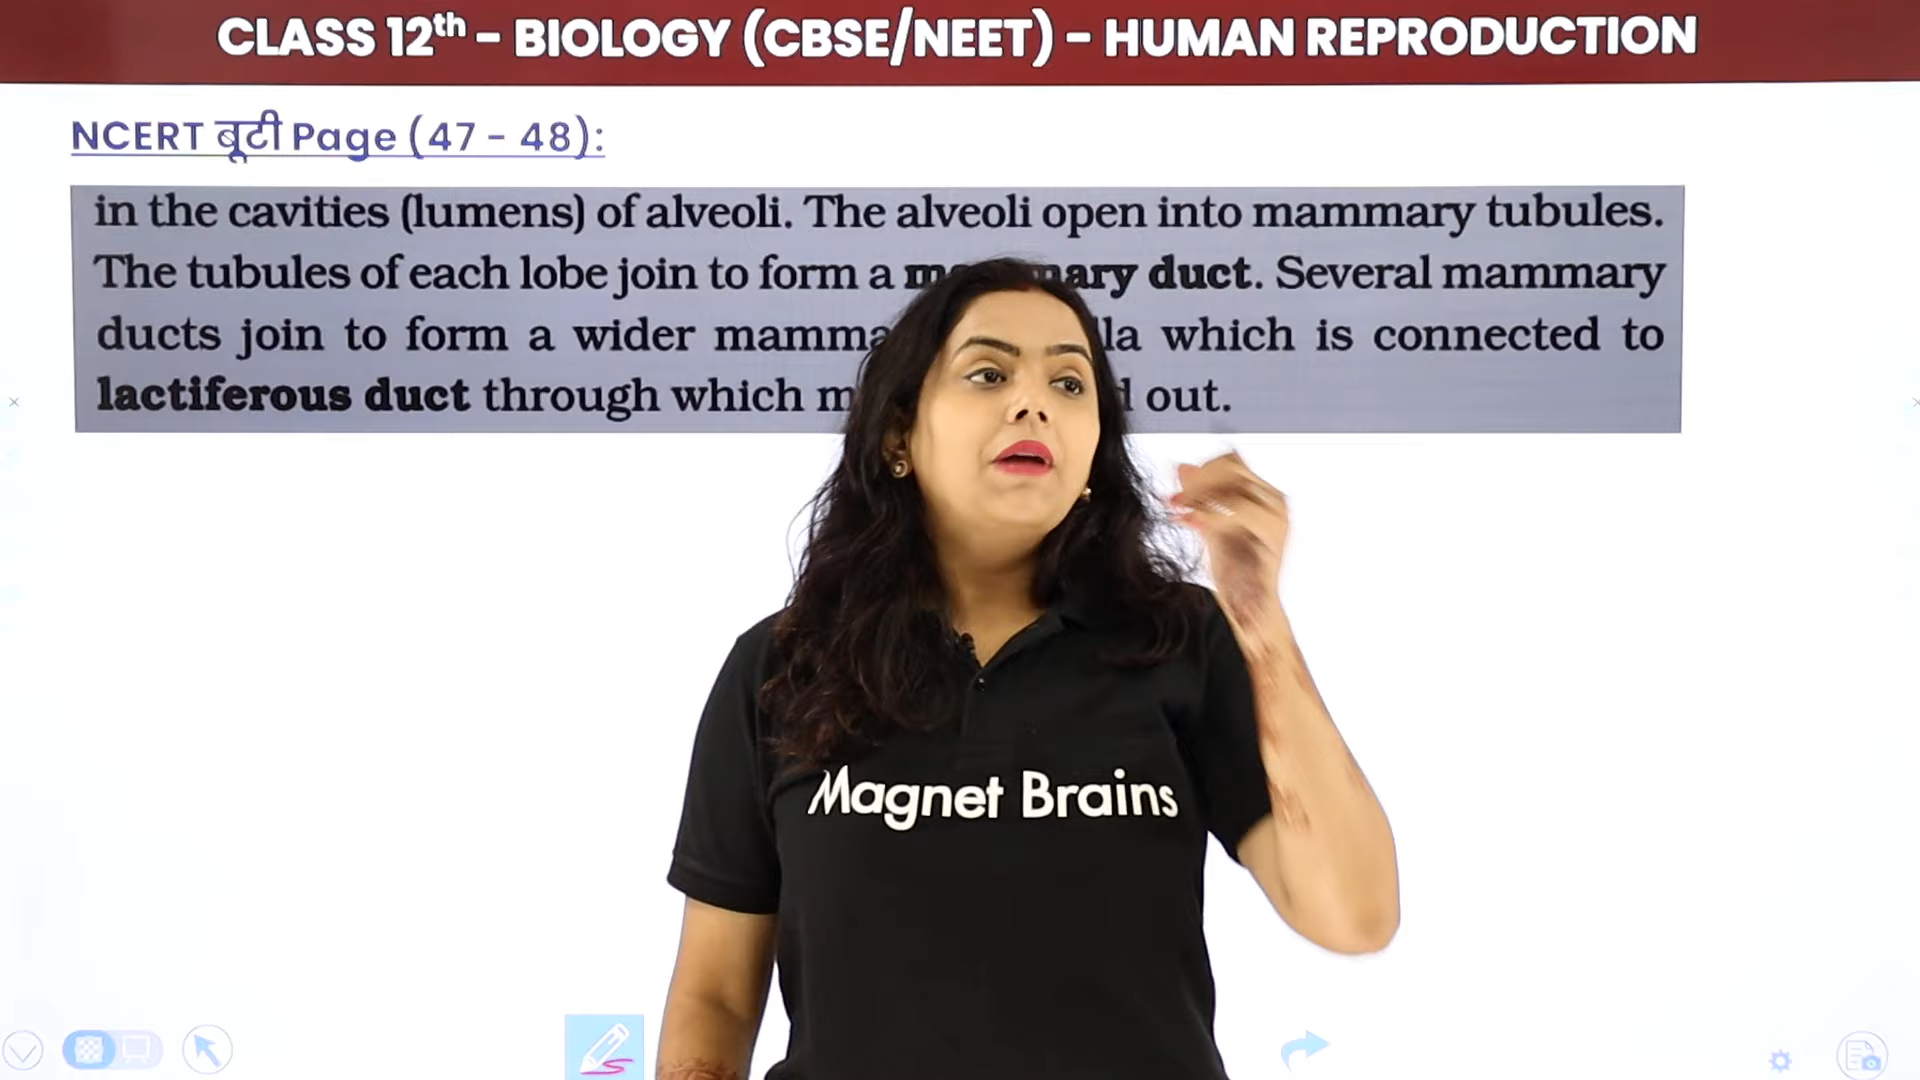 CLASS 12th - BIOLOGY (CBSE/NEET) - HUMAN REPRODUCTION
NCERT बूटी Page (47 - 48):
in the cavities (lumens) of alveoli. The alveoli open into mammary tubules.
The tubules of each lobe join to form a duct. Several mammary
ducts join to form a wider which is connected to
lactiferous duct through which out.
Magnet Brains